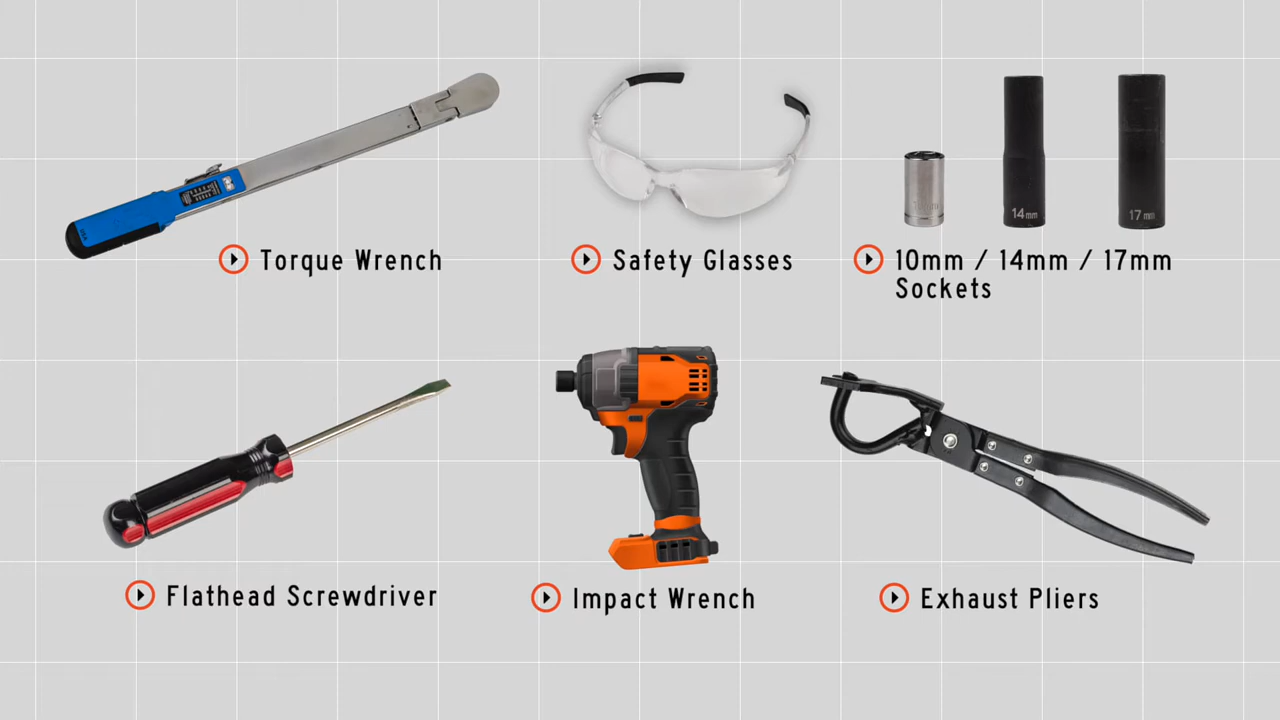 Torque Wrench
Safety Glasses
14mm
17mm
10mm / 14mm / 17mm
Sockets
Flathead Screwdriver
Impact Wrench
Exhaust Pliers